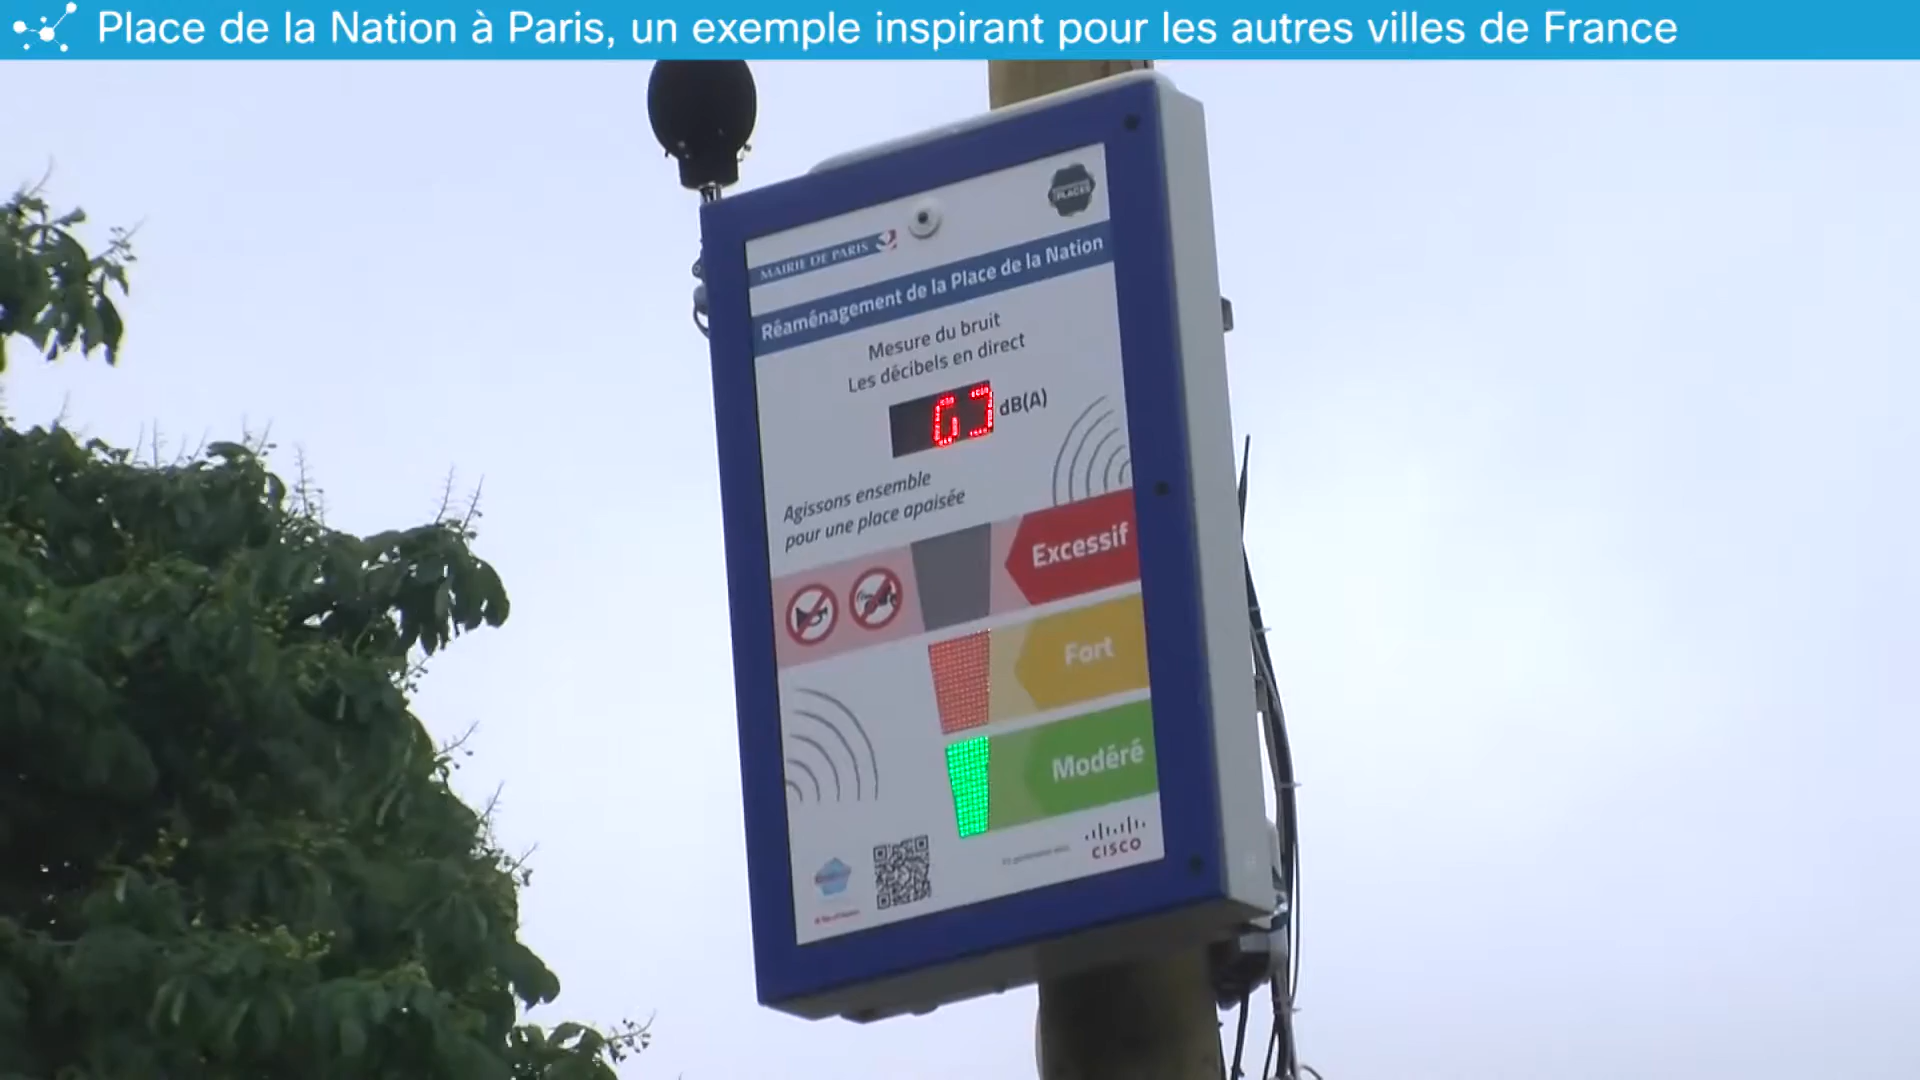 Place de la Nation à Paris, un exemple inspirant pour les autres villes de France
PLACES
MAIRIE DE PARIS
Réaménagement de la Place de la Nation
Mesure du bruit
Les décibels en direct
dB(A)
Agissons ensemble
pour une place apaisée
Excessif
Fort
Modéré
CISCO